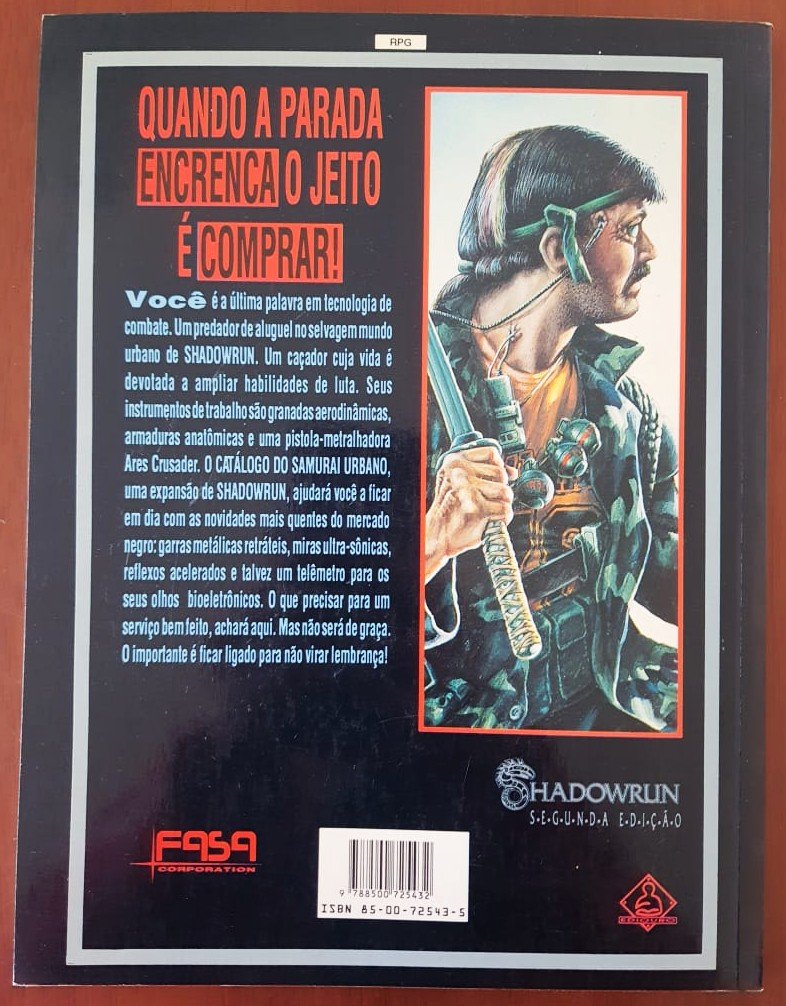 RPG
QUANDO A PARADA
ENCRENCA O JEITO
É COMPRAR!
Você é a última palavra em tecnologia de
combate. Um predador de aluguel no selvagem mundo
urbano de SHADOWRUN. Um caçador cuja vida é
devotada a ampliar habilidades de luta. Seus
instrumentos de trabalho são granadas aerodinâmicas,
armaduras anatômicas e uma pistola-metralhadora
Ares Crusader. O CATÁLOGO DO SAMURAI URBANO,
uma expansão de SHADOWRUN, ajudará você a ficar
em dia com as novidades mais quentes do mercado
negro: garras metálicas retráteis, miras ultra-sônicas,
reflexos acelerados e talvez um telêmetro para os
seus olhos bioeletrônicos. O que precisar para um
serviço bem feito, achará aqui. Mas não será de graça.
O importante é ficar ligado para não virar lembrança!
SHADOWRUN
S•E•G•U•N•D•A E•D•I•Ç•Ã•O
FASA
CORPORATION
9 788500 725432
ISBN 85-00-72543-5
EDIOURO